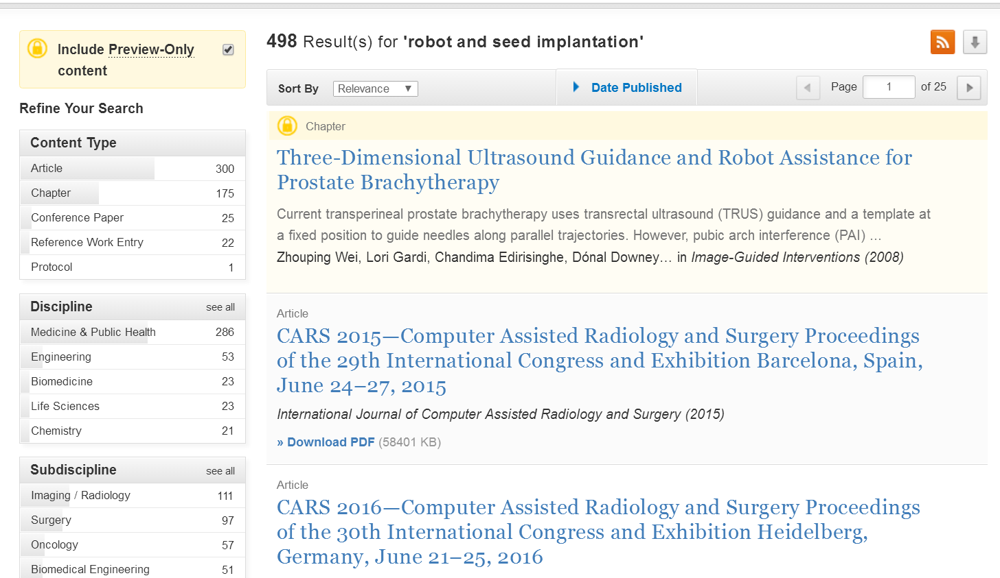 Include Preview-Only
content
Refine Your Search
Content Type
Article 300
Chapter 175
Conference Paper 25
Reference Work Entry 22
Protocol 1
Discipline see all
Medicine & Public Health 286
Engineering 53
Biomedicine 23
Life Sciences 23
Chemistry 21
Subdiscipline see all
Imaging / Radiology 111
Surgery 97
Oncology 57
Biomedical Engineering 51
498 Result(s) for 'robot and seed implantation'
Sort By Relevance Date Published Page 1 of 25
Chapter
Three-Dimensional Ultrasound Guidance and Robot Assistance for
Prostate Brachytherapy
Current transperineal prostate brachytherapy uses transrectal ultrasound (TRUS) guidance and a template at
a fixed position to guide needles along parallel trajectories. However, pubic arch interference (PAI) ...
Zhouping Wei, Lori Gardi, Chandima Edirisinghe, Dónal Downey… in Image-Guided Interventions (2008)
Article
CARS 2015—Computer Assisted Radiology and Surgery Proceedings
of the 29th International Congress and Exhibition Barcelona, Spain,
June 24–27, 2015
International Journal of Computer Assisted Radiology and Surgery (2015)
» Download PDF (58401 KB)
Article
CARS 2016—Computer Assisted Radiology and Surgery Proceedings
of the 30th International Congress and Exhibition Heidelberg,
Germany, June 21–25, 2016